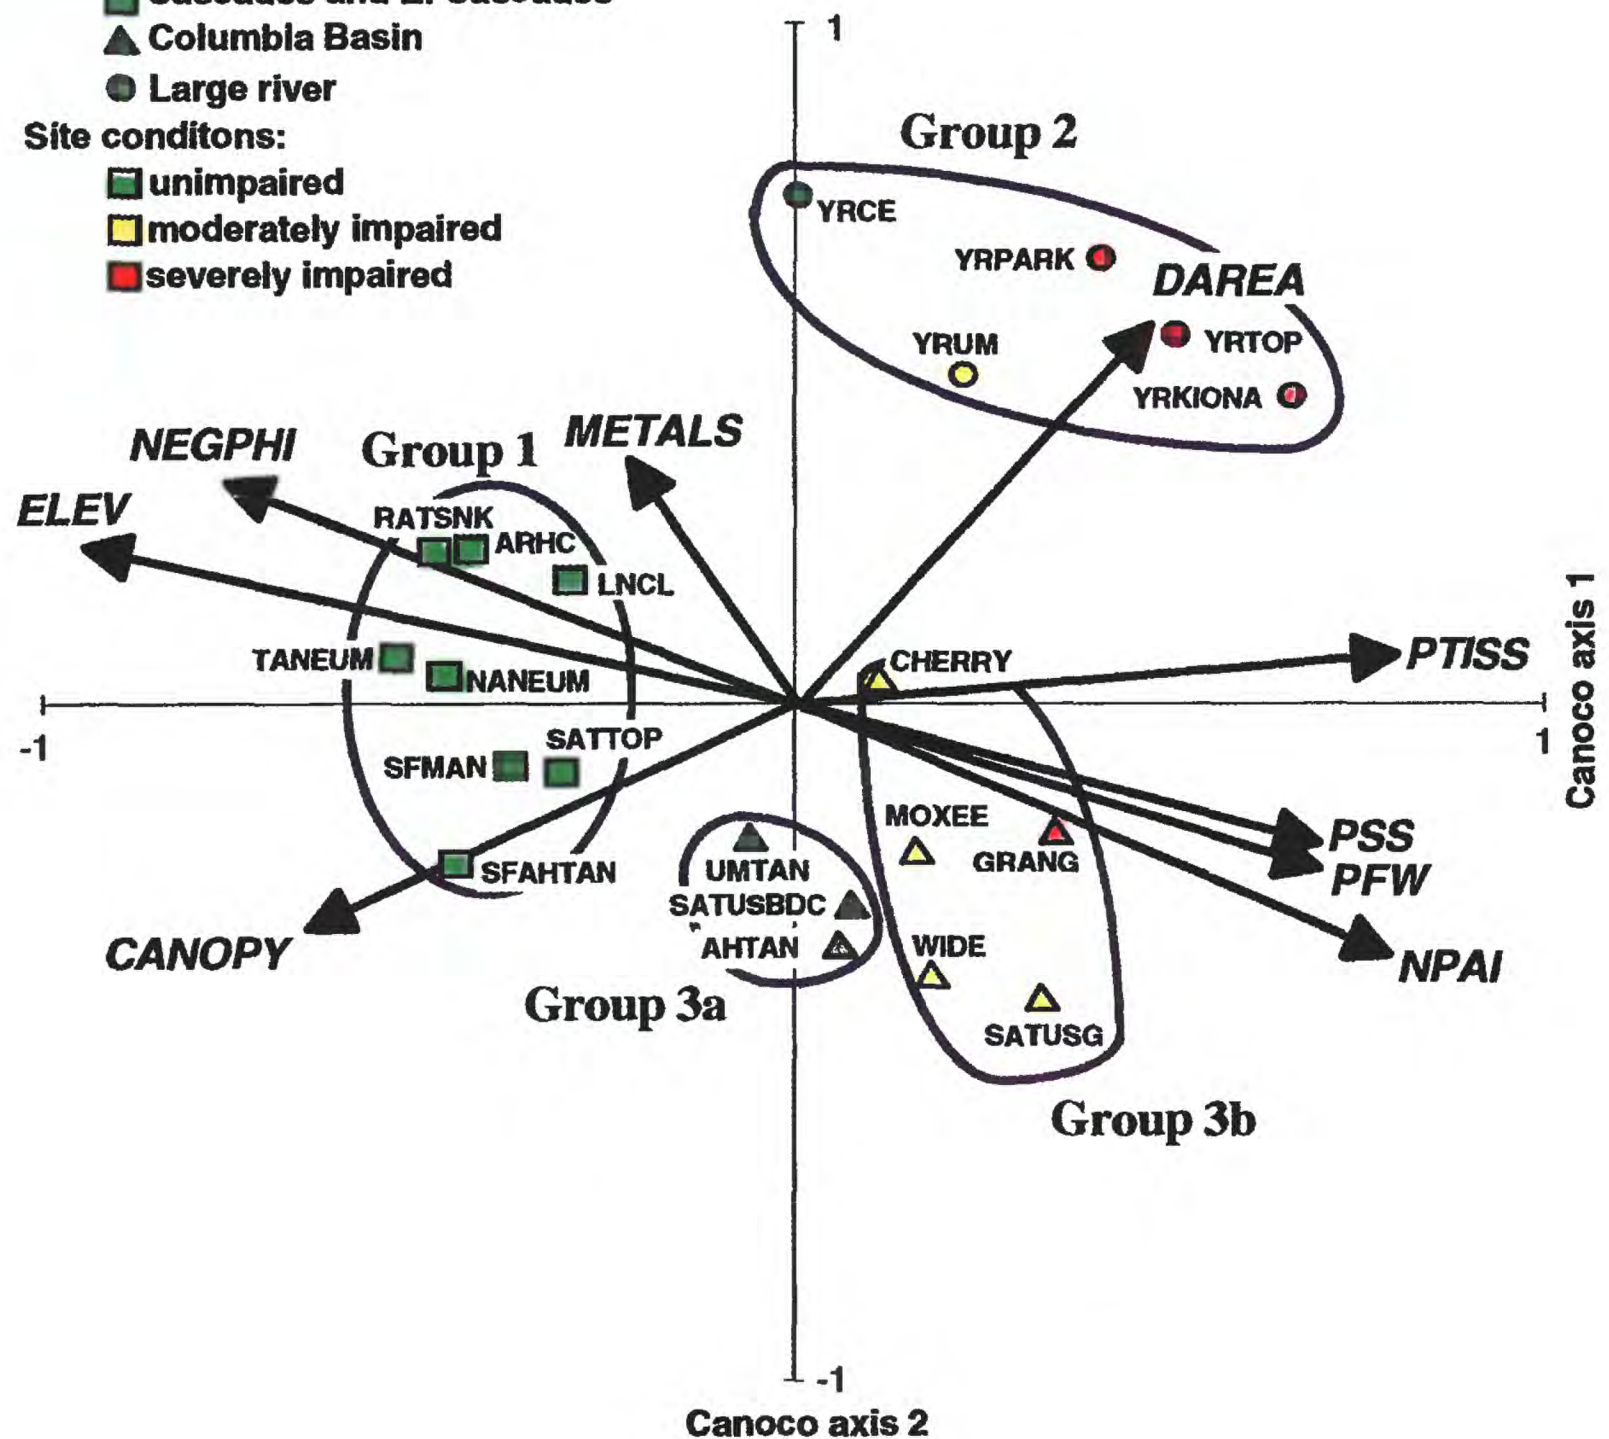 Cascades and E. Cascades
Columbia Basin
Large river
Site conditons:
unimpaired
moderately impaired
severely impaired
1
Group 2
YRCE
YRPARK
DAREA
YRUM
YRTOP
YRKIONA
METALS
NEGPHI
Group 1
ELEV
RATSNK
ARHC
LNCL
TANEUM
NANEUM
CHERRY
PTISS
-1
1
Canoco axis 1
SATTOP
SFMAN
MOXEE
PSS
UMTAN
GRANG
SFAHTAN
PFW
SATUSBDC
CANOPY
AHTAN
WIDE
NPAI
Group 3a
SATUSG
Group 3b
-1
Canoco axis 2